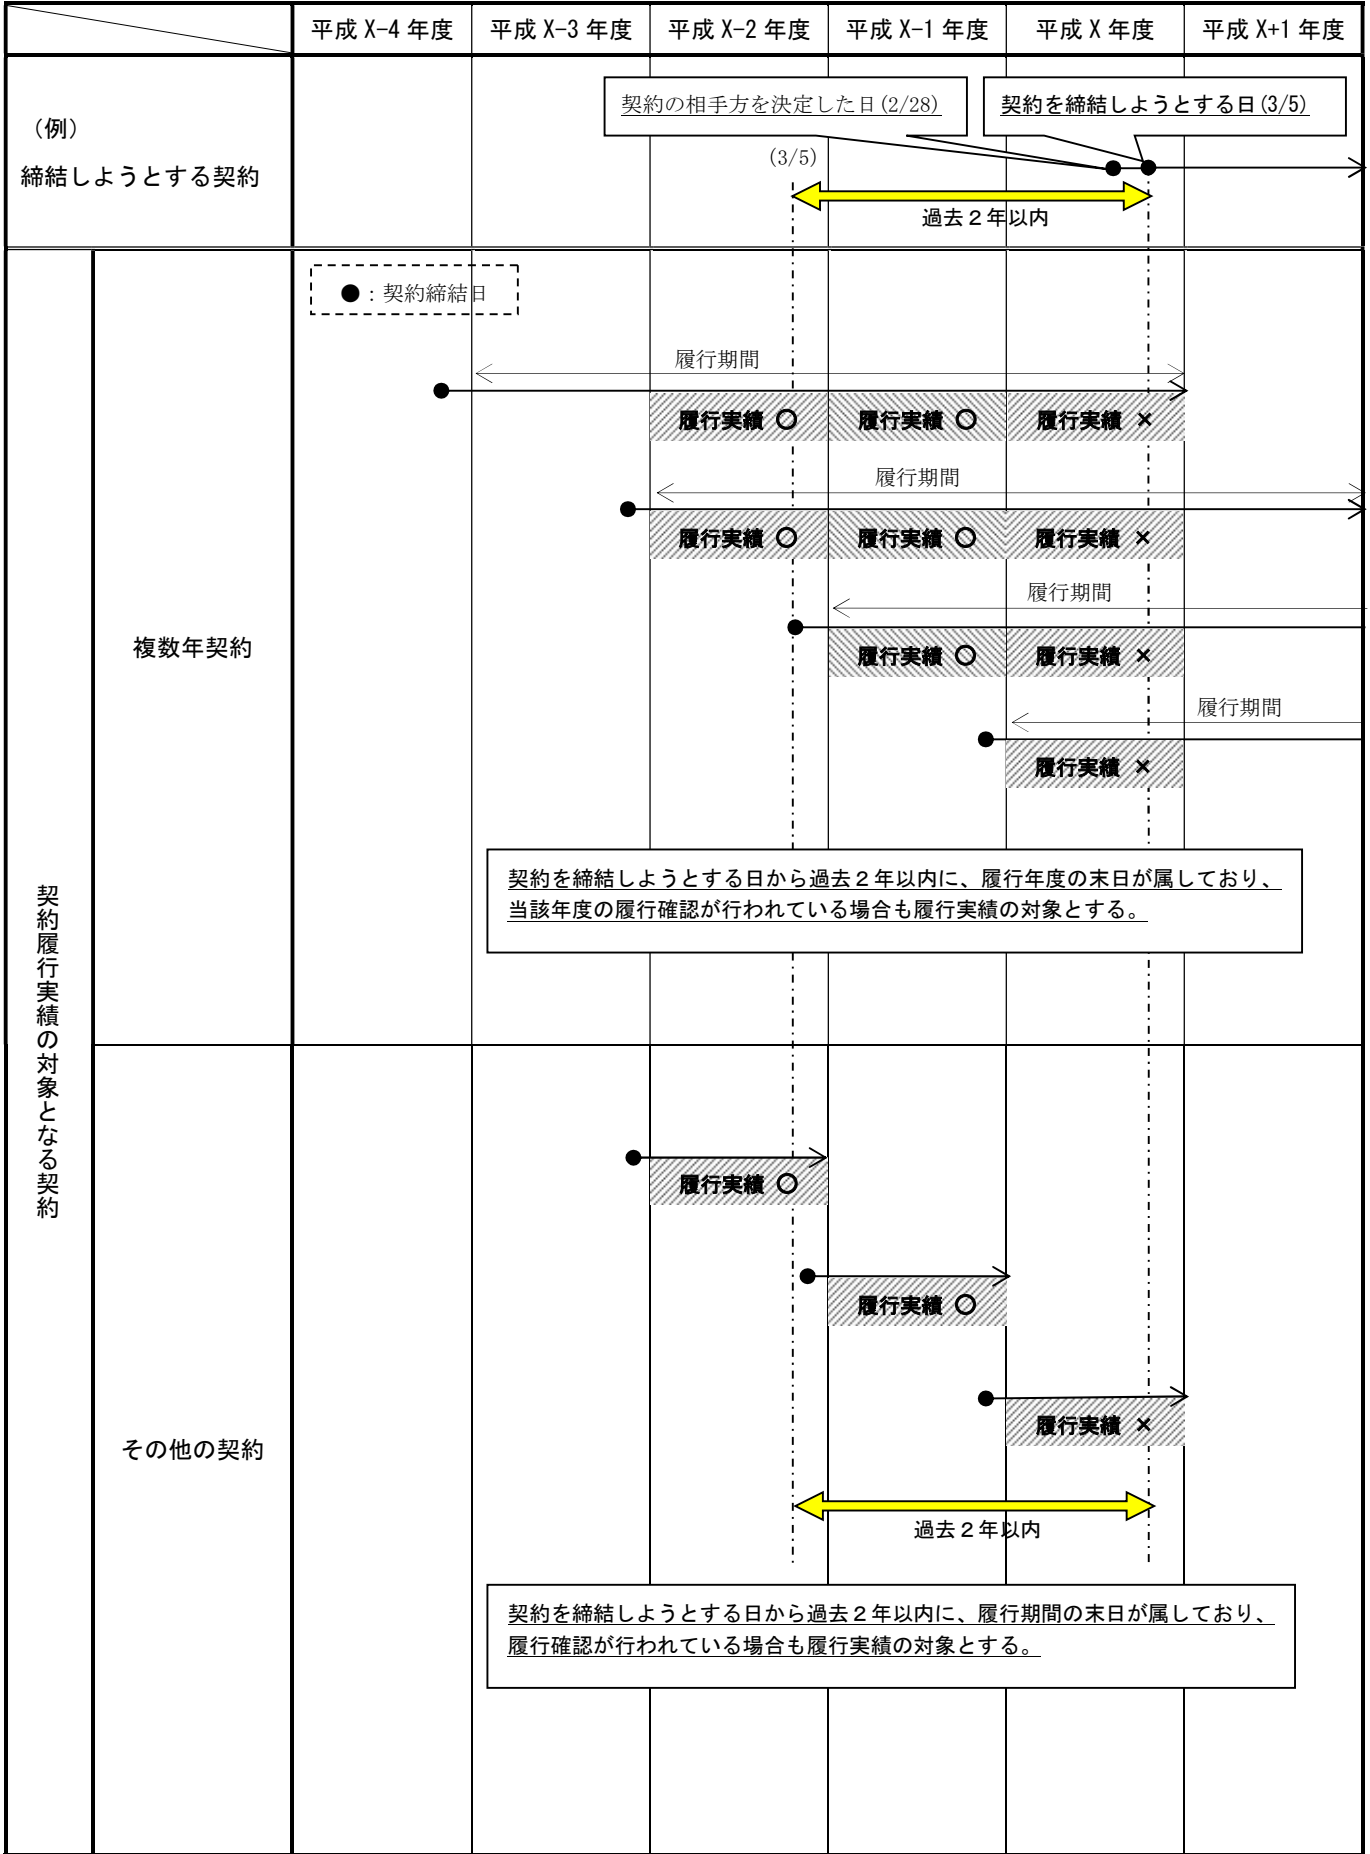 平成 X−4 年度
平成 X−3 年度
平成 X−2 年度
平成 X−1 年度
平成 X 年度
平成 X+1 年度
（例）
締結しようとする契約
契約の相手方を決定した日(2/28)
契約を締結しようとする日(3/5)
(3/5)
過去２年以内
契約履行実績の対象となる契約
複数年契約
●：契約締結日
履行期間
履行実績 ○
履行実績 ○
履行実績 ×
履行期間
履行実績 ○
履行実績 ○
履行実績 ×
履行期間
履行実績 ○
履行実績 ×
履行期間
履行実績 ×
契約を締結しようとする日から過去２年以内に、履行年度の末日が属しており、
当該年度の履行確認が行われている場合も履行実績の対象とする。
その他の契約
履行実績 ○
履行実績 ○
履行実績 ×
過去２年以内
契約を締結しようとする日から過去２年以内に、履行期間の末日が属しており、
履行確認が行われている場合も履行実績の対象とする。